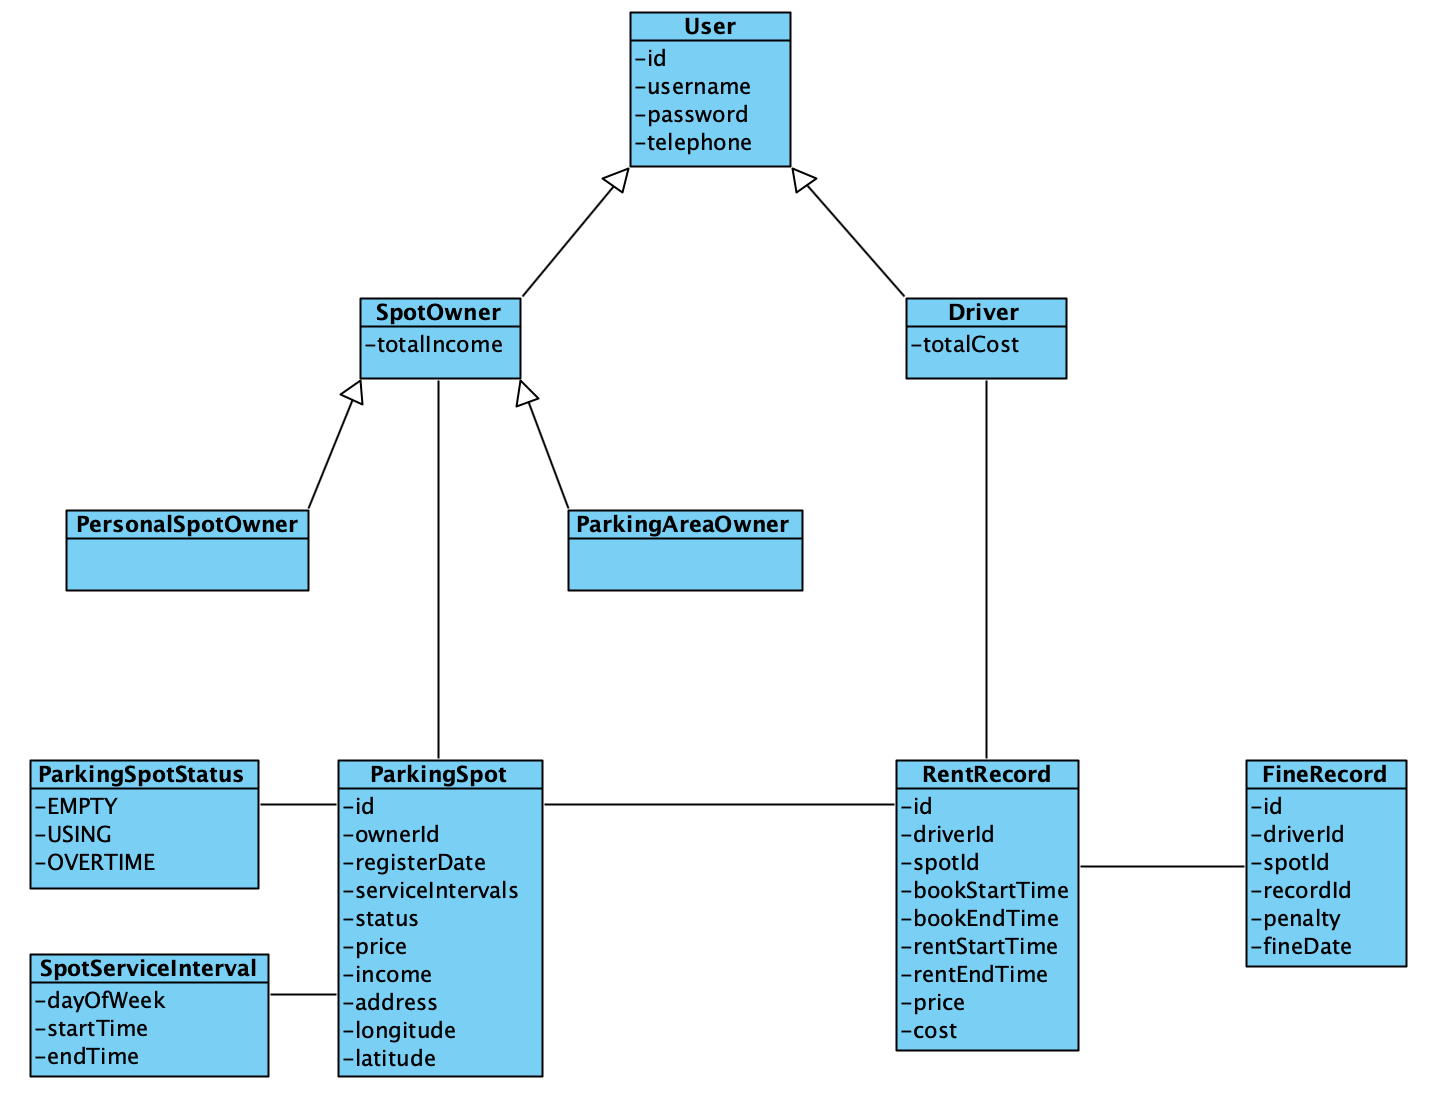 User
-id
-username
-password
-telephone
SpotOwner
-totalIncome
Driver
-totalCost
PersonalSpotOwner
ParkingAreaOwner
ParkingSpotStatus
-EMPTY
-USING
-OVERTIME
SpotServiceInterval
-dayOfWeek
-startTime
-endTime
ParkingSpot
-id
-ownerId
-registerDate
-serviceIntervals
-status
-price
-income
-address
-longitude
-latitude
RentRecord
-id
-driverId
-spotId
-bookStartTime
-bookEndTime
-rentStartTime
-rentEndTime
-price
-cost
FineRecord
-id
-driverId
-spotId
-recordId
-penalty
-fineDate